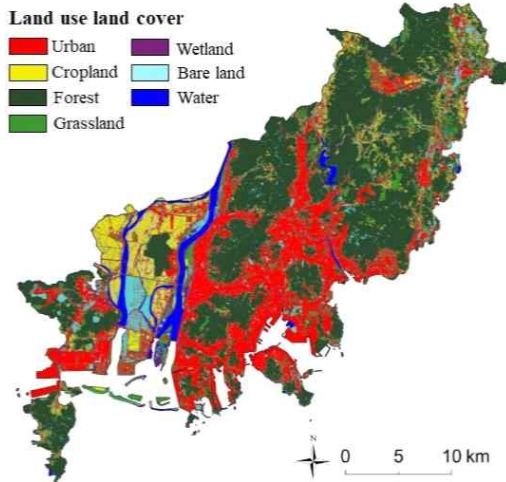 Land use land cover
Urban
Wetland
Cropland
Bare land
Forest
Water
Grassland
N
0 5 10 km